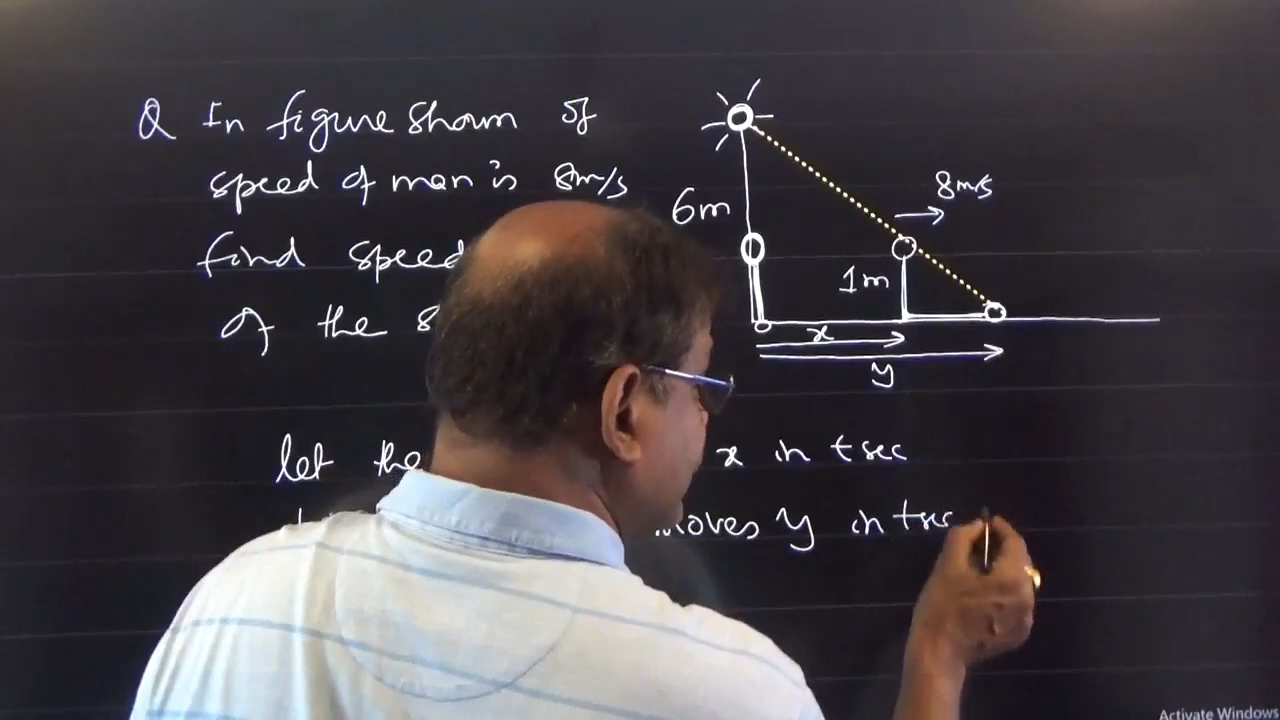 Q In figure shown if
speed of man is 8m/s
find speed
of the
let the x in t sec
moves y in t sec
8m/s
6m
1m
x
y
Activate Windows